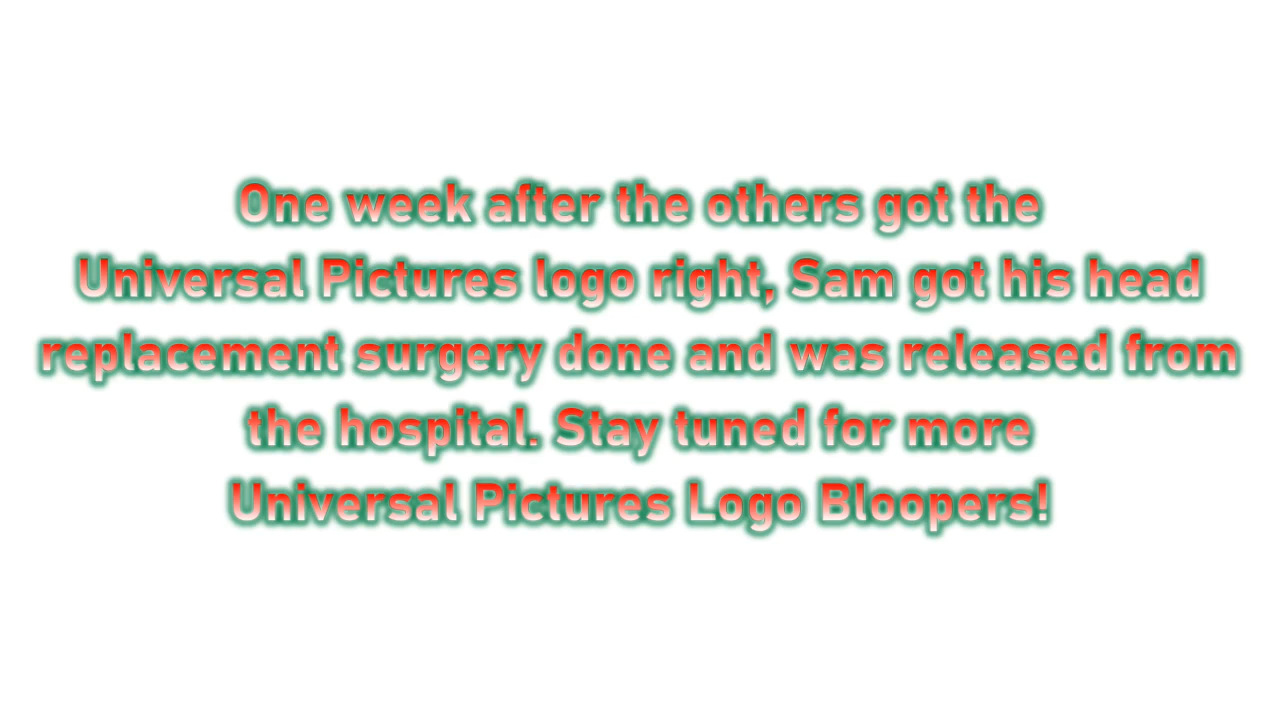 One week after the others got the
Universal Pictures logo right, Sam got his head
replacement surgery done and was released from
the hospital. Stay tuned for more
Universal Pictures Logo Bloopers!